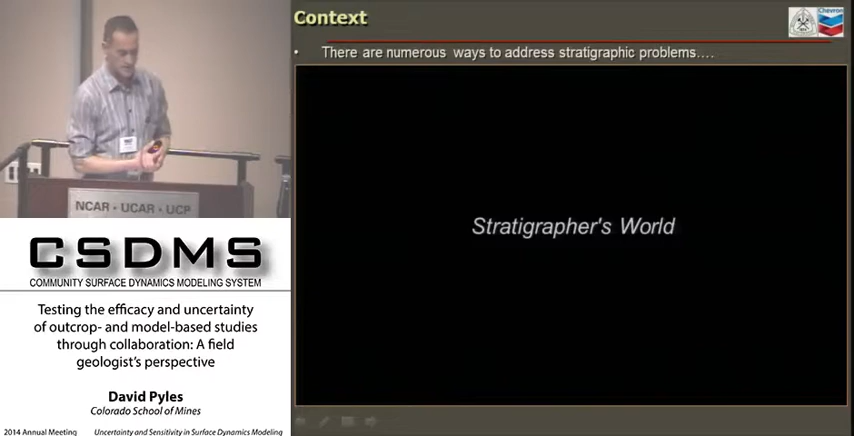 Context
Chevron
• There are numerous ways to address stratigraphic problems....
Stratigrapher's World
NCAR • UCAR • UCP
CSDMS
COMMUNITY SURFACE DYNAMICS MODELING SYSTEM
Testing the efficacy and uncertainty
of outcrop- and model-based studies
through collaboration: A field
geologist's perspective
David Pyles
Colorado School of Mines
2014 Annual Meeting Uncertainty and Sensitivity in Surface Dynamics Modeling